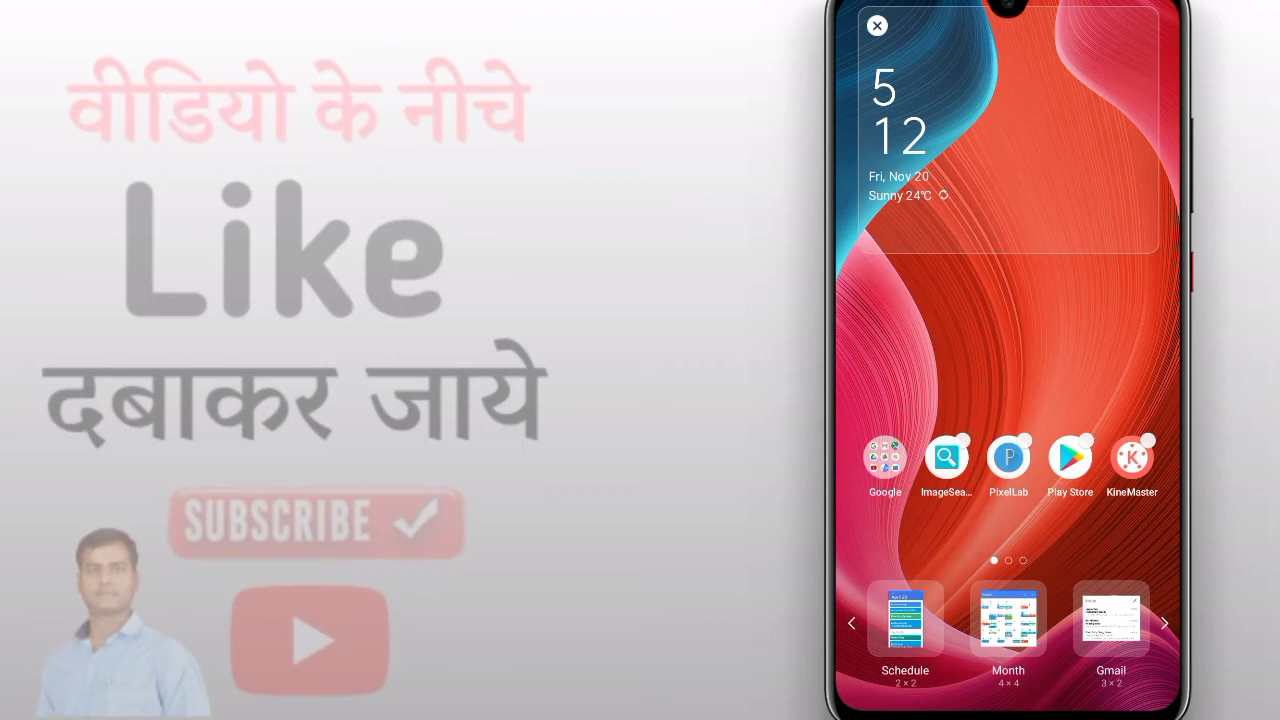 वीडियो के नीचे
Like
दबाकर जाये
SUBSCRIBE
5
12
Fri, Nov 20
Sunny 24℃
Google
ImageSea...
PixelLab
Play Store
KineMaster
Schedule
2 × 2
Month
4 × 4
Gmail
3 × 2